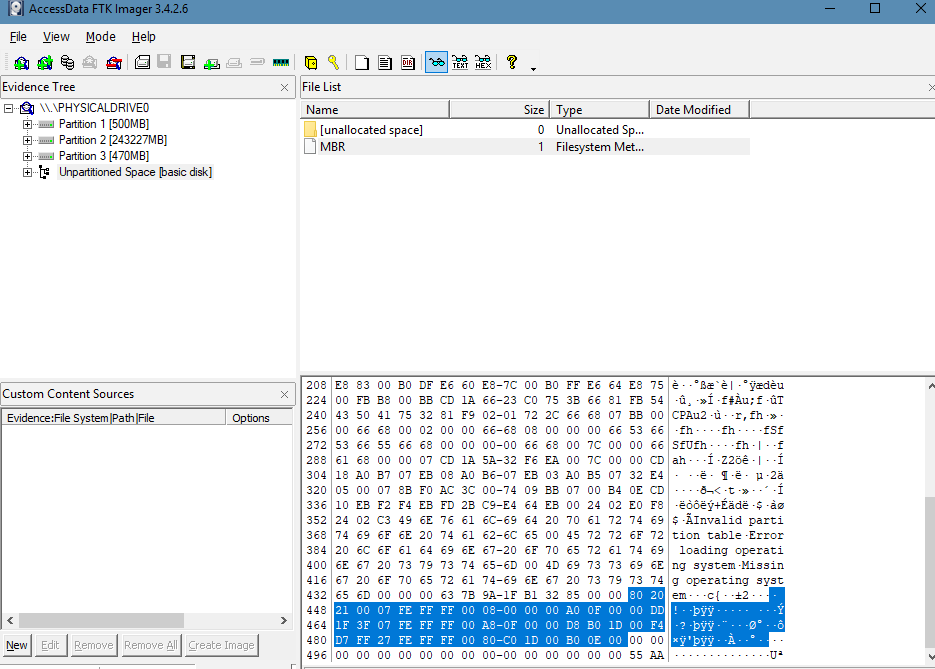 AccessData FTK Imager 3.4.2.6
File View Mode Help
Evidence Tree
\\.\PHYSICALDRIVE0
Partition 1 [500MB]
Partition 2 [243227MB]
Partition 3 [470MB]
Unpartitioned Space [basic disk]
File List
Name Size Type Date Modified
[unallocated space] 0 Unallocated Sp...
MBR 1 Filesystem Met...
Custom Content Sources
Evidence:File System|Path|File Options
New Edit Remove Remove All Create Image
208 E8 83 00 B0 DF E6 60 E8-7C 00 B0 FF E6 64 E8 75 è··°ßæ`è|·°ÿædèu
224 00 FB B8 00 BB CD 1A 66-23 C0 75 3B 66 81 FB 54 ·û¸·»Í·f#Àu;f·ûT
240 43 50 41 75 32 81 F9 02-01 72 2C 66 68 07 BB 00 CPAu2·ù··r,fh·»·
256 00 66 68 00 02 00 00 66-68 08 00 00 00 66 53 66 ·fh····fh····fSf
272 53 66 55 66 68 00 00 00-00 66 68 00 7C 00 00 66 SfUfh····fh·|··f
288 61 68 00 00 07 CD 1A 5A-32 F6 EA 00 7C 00 00 CD ah···Í·Z2öê·|··Í
304 18 A0 B7 07 EB 08 A0 B6-07 EB 03 A0 B5 07 32 E4 · ··ë· ¶·ë· µ·2ä
320 05 00 07 8B F0 AC 3C 00-74 09 BB 07 00 B4 0E CD ····ð¬<·t·»··´·Í
336 10 EB F2 F4 EB FD 2B C9-E4 64 EB 00 24 02 E0 F8 ·ëòôëý+Éädë·$·àø
352 24 02 C3 49 6E 76 61 6C-69 64 20 70 61 72 74 69 $·ÃInvalid parti
368 74 69 6F 6E 20 74 61 62-6C 65 00 45 72 72 6F 72 tion table·Error
384 20 6C 6F 61 64 69 6E 67-20 6F 70 65 72 61 74 69 loading operati
400 6E 67 20 73 79 73 74 65-6D 00 4D 69 73 73 69 6E ng system·Missin
416 67 20 6F 70 65 72 61 74-69 6E 67 20 73 79 73 74 g operating syst
432 65 6D 00 00 00 63 7B 9A-1F B1 32 85 00 00 80 20 em···c{··±2····
448 21 00 07 FE FF FF 00 08-00 00 00 A0 0F 00 00 DD !··þÿÿ····· ···Ý
464 1F 3F 07 FE FF FF 00 A8-0F 00 00 D8 B0 1D 00 F4 ·?·þÿÿ·¨···Ø°··ô
480 D7 FF 27 FE FF FF 00 80-C0 1D 00 B0 0E 00 00 00 ×ÿ'þÿÿ··À··°····
496 00 00 00 00 00 00 00 00-00 00 00 00 00 00 55 AA ··············Uª